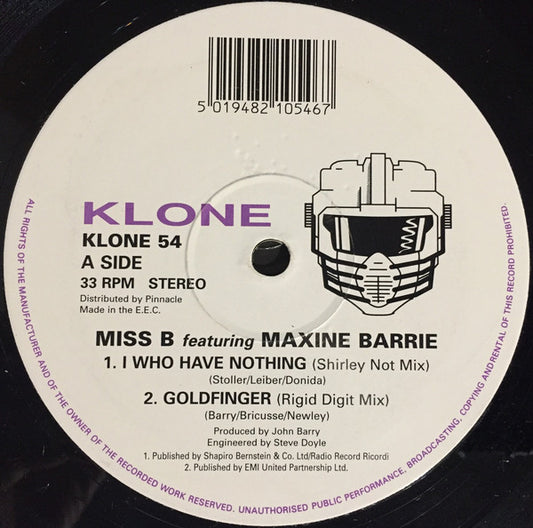 5 019482 105467
KLONE
KLONE 54
A SIDE
33 RPM STEREO
Distributed by Pinnacle
Made in the E.E.C.
MISS B featuring MAXINE BARRIE
1. I WHO HAVE NOTHING (Shirley Not Mix)
(Stoller/Leiber/Donida)
2. GOLDFINGER (Rigid Digit Mix)
(Barry/Bricusse/Newley)
Produced by John Barry
Engineered by Steve Doyle
1. Published by Shapiro Bernstein & Co. Ltd/Radio Record Ricordi
2. Published by EMI United Partnership Ltd.
ALL RIGHTS OF THE MANUFACTURER AND OF THE OWNER OF THE RECORDED WORK RESERVED. UNAUTHORISED PUBLIC PERFORMANCE, BROADCASTING, COPYING AND RENTAL OF THIS RECORD PROHIBITED.